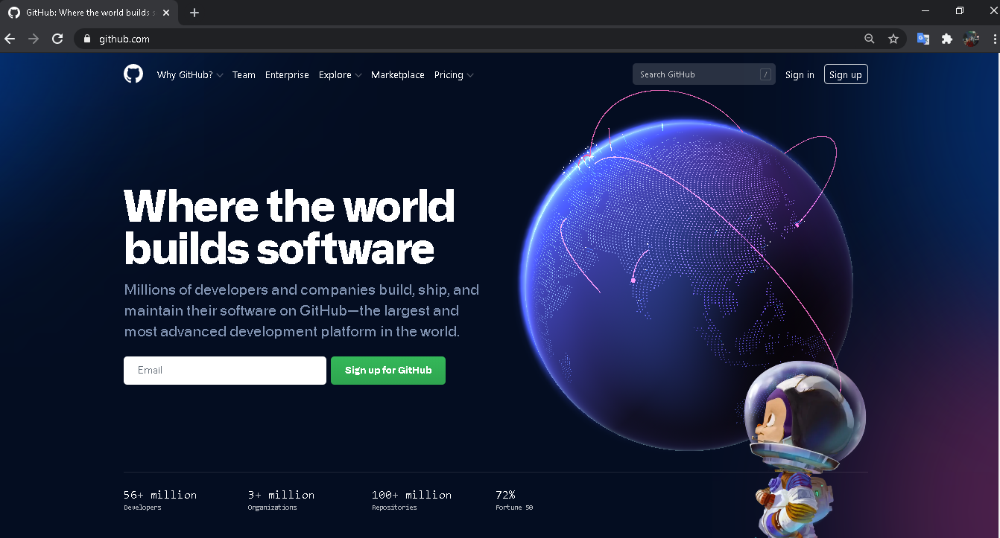 GitHub: Where the world builds s
github.com
Why GitHub? Team Enterprise Explore Marketplace Pricing
Search GitHub /
Sign in Sign up
Where the world
builds software
Millions of developers and companies build, ship, and
maintain their software on GitHub—the largest and
most advanced development platform in the world.
Email
Sign up for GitHub
56+ million
Developers
3+ million
Organizations
100+ million
Repositories
72%
Fortune 50